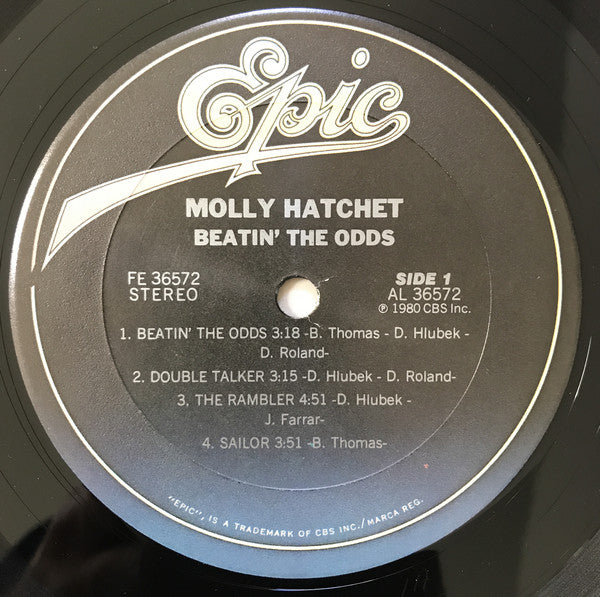 Epic
MOLLY HATCHET
BEATIN' THE ODDS
FE 36572
STEREO
SIDE 1
AL 36572
℗ 1980 CBS Inc.
1. BEATIN' THE ODDS 3:18 -B. Thomas - D. Hlubek -
D. Roland-
2. DOUBLE TALKER 3:15 -D. Hlubek - D. Roland-
3. THE RAMBLER 4:51 -D. Hlubek -
J. Farrar-
4. SAILOR 3:51 -B. Thomas-
"EPIC", IS A TRADEMARK OF CBS INC./MARCA REG.